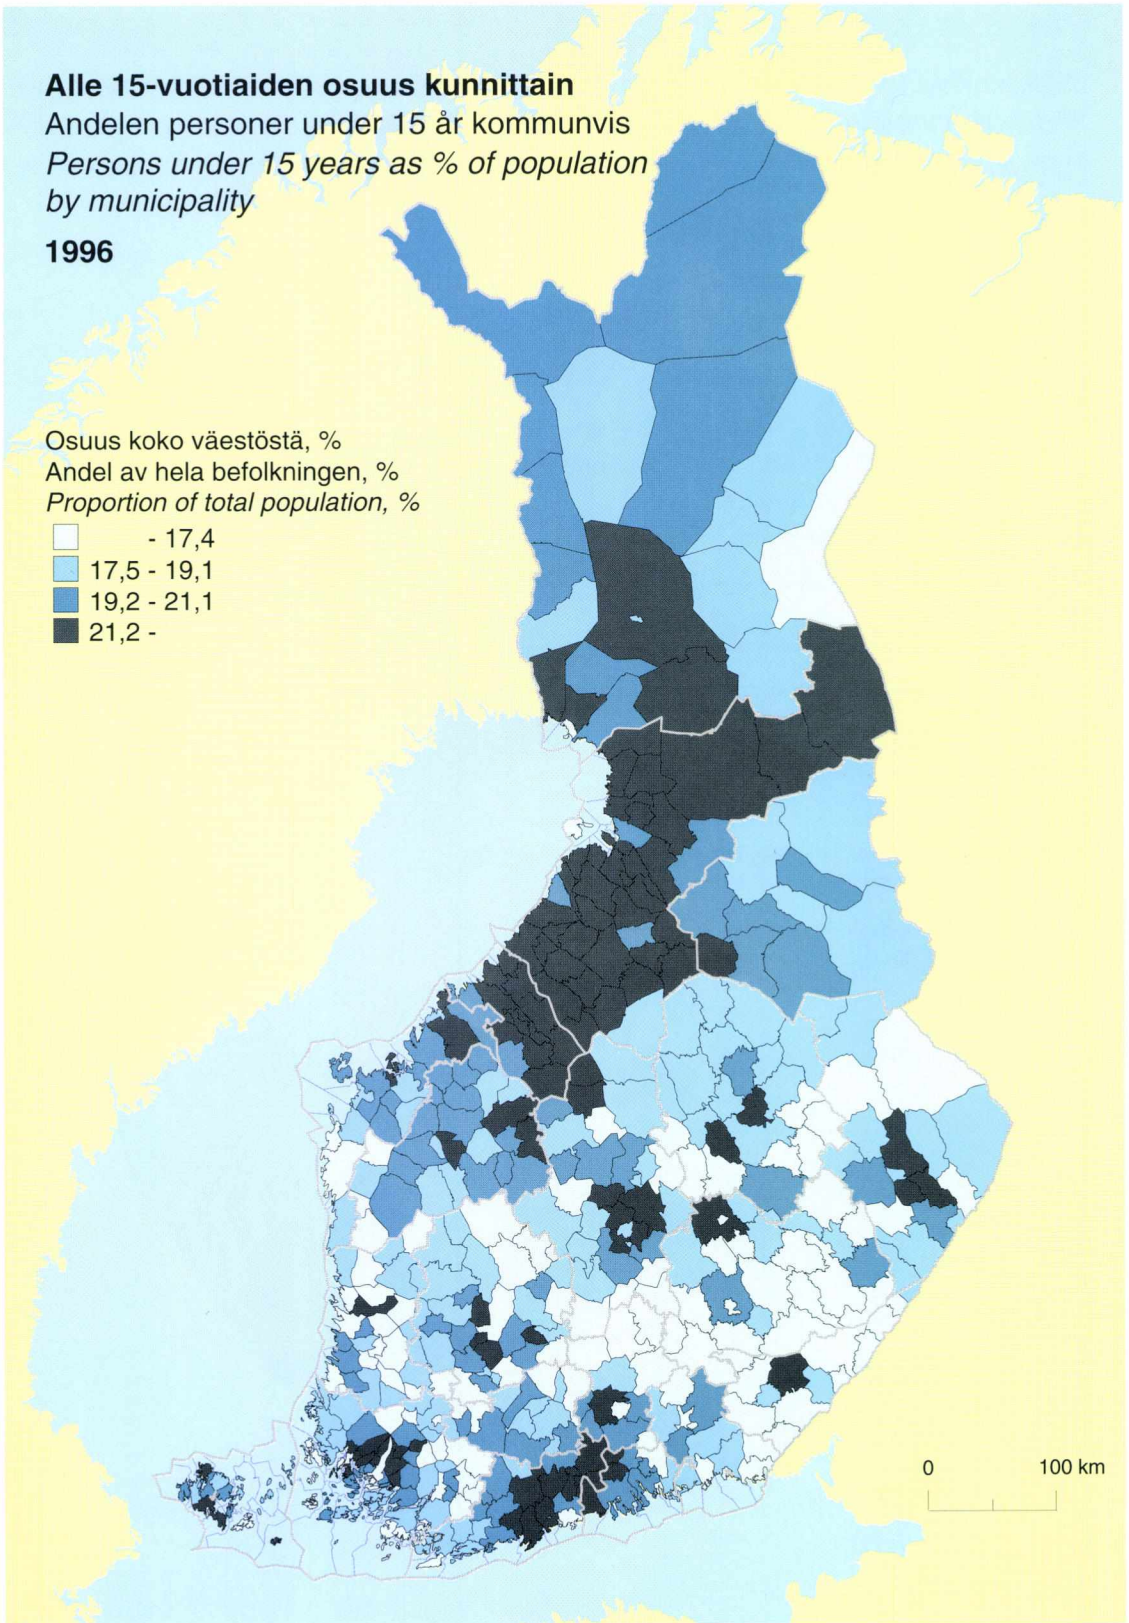 Alle 15-vuotiaiden osuus kunnittain
Andelen personer under 15 år kommunvis
Persons under 15 years as % of population
by municipality
1996
Osuus koko väestöstä, %
Andel av hela befolkningen, %
Proportion of total population, %
- 17,4
17,5 - 19,1
19,2 - 21,1
21,2 -
0 100 km